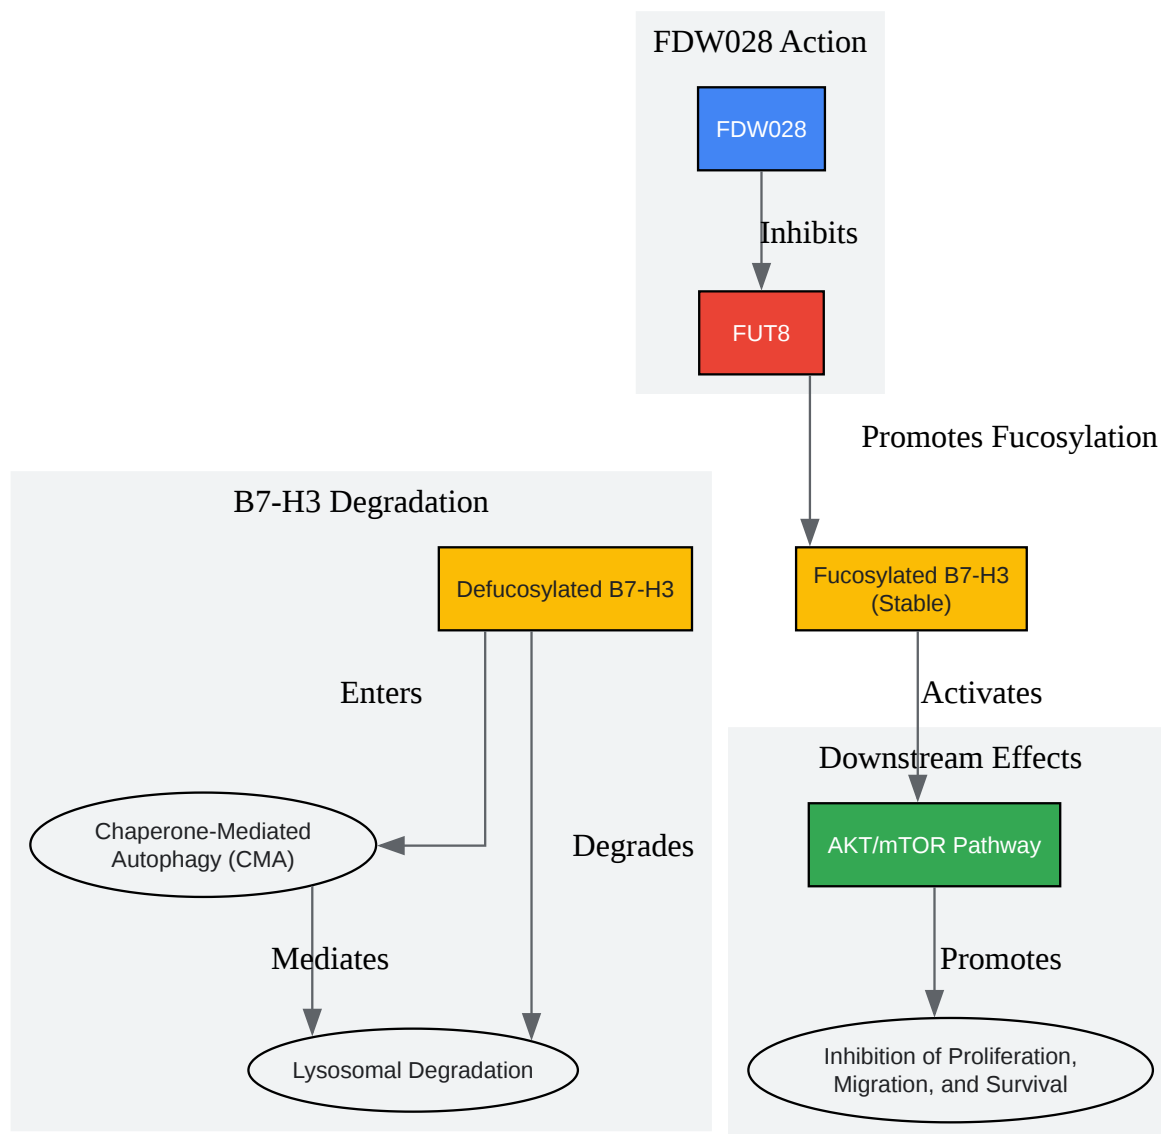 FDW028 Action
FDW028
Inhibits
FUT8
Promotes Fucosylation
B7-H3 Degradation
Defucosylated B7-H3
Fucosylated B7-H3
(Stable)
Enters
Activates
Downstream Effects
Chaperone-Mediated
Autophagy (CMA)
Degrades
AKT/mTOR Pathway
Mediates
Promotes
Lysosomal Degradation
Inhibition of Proliferation,
Migration, and Survival